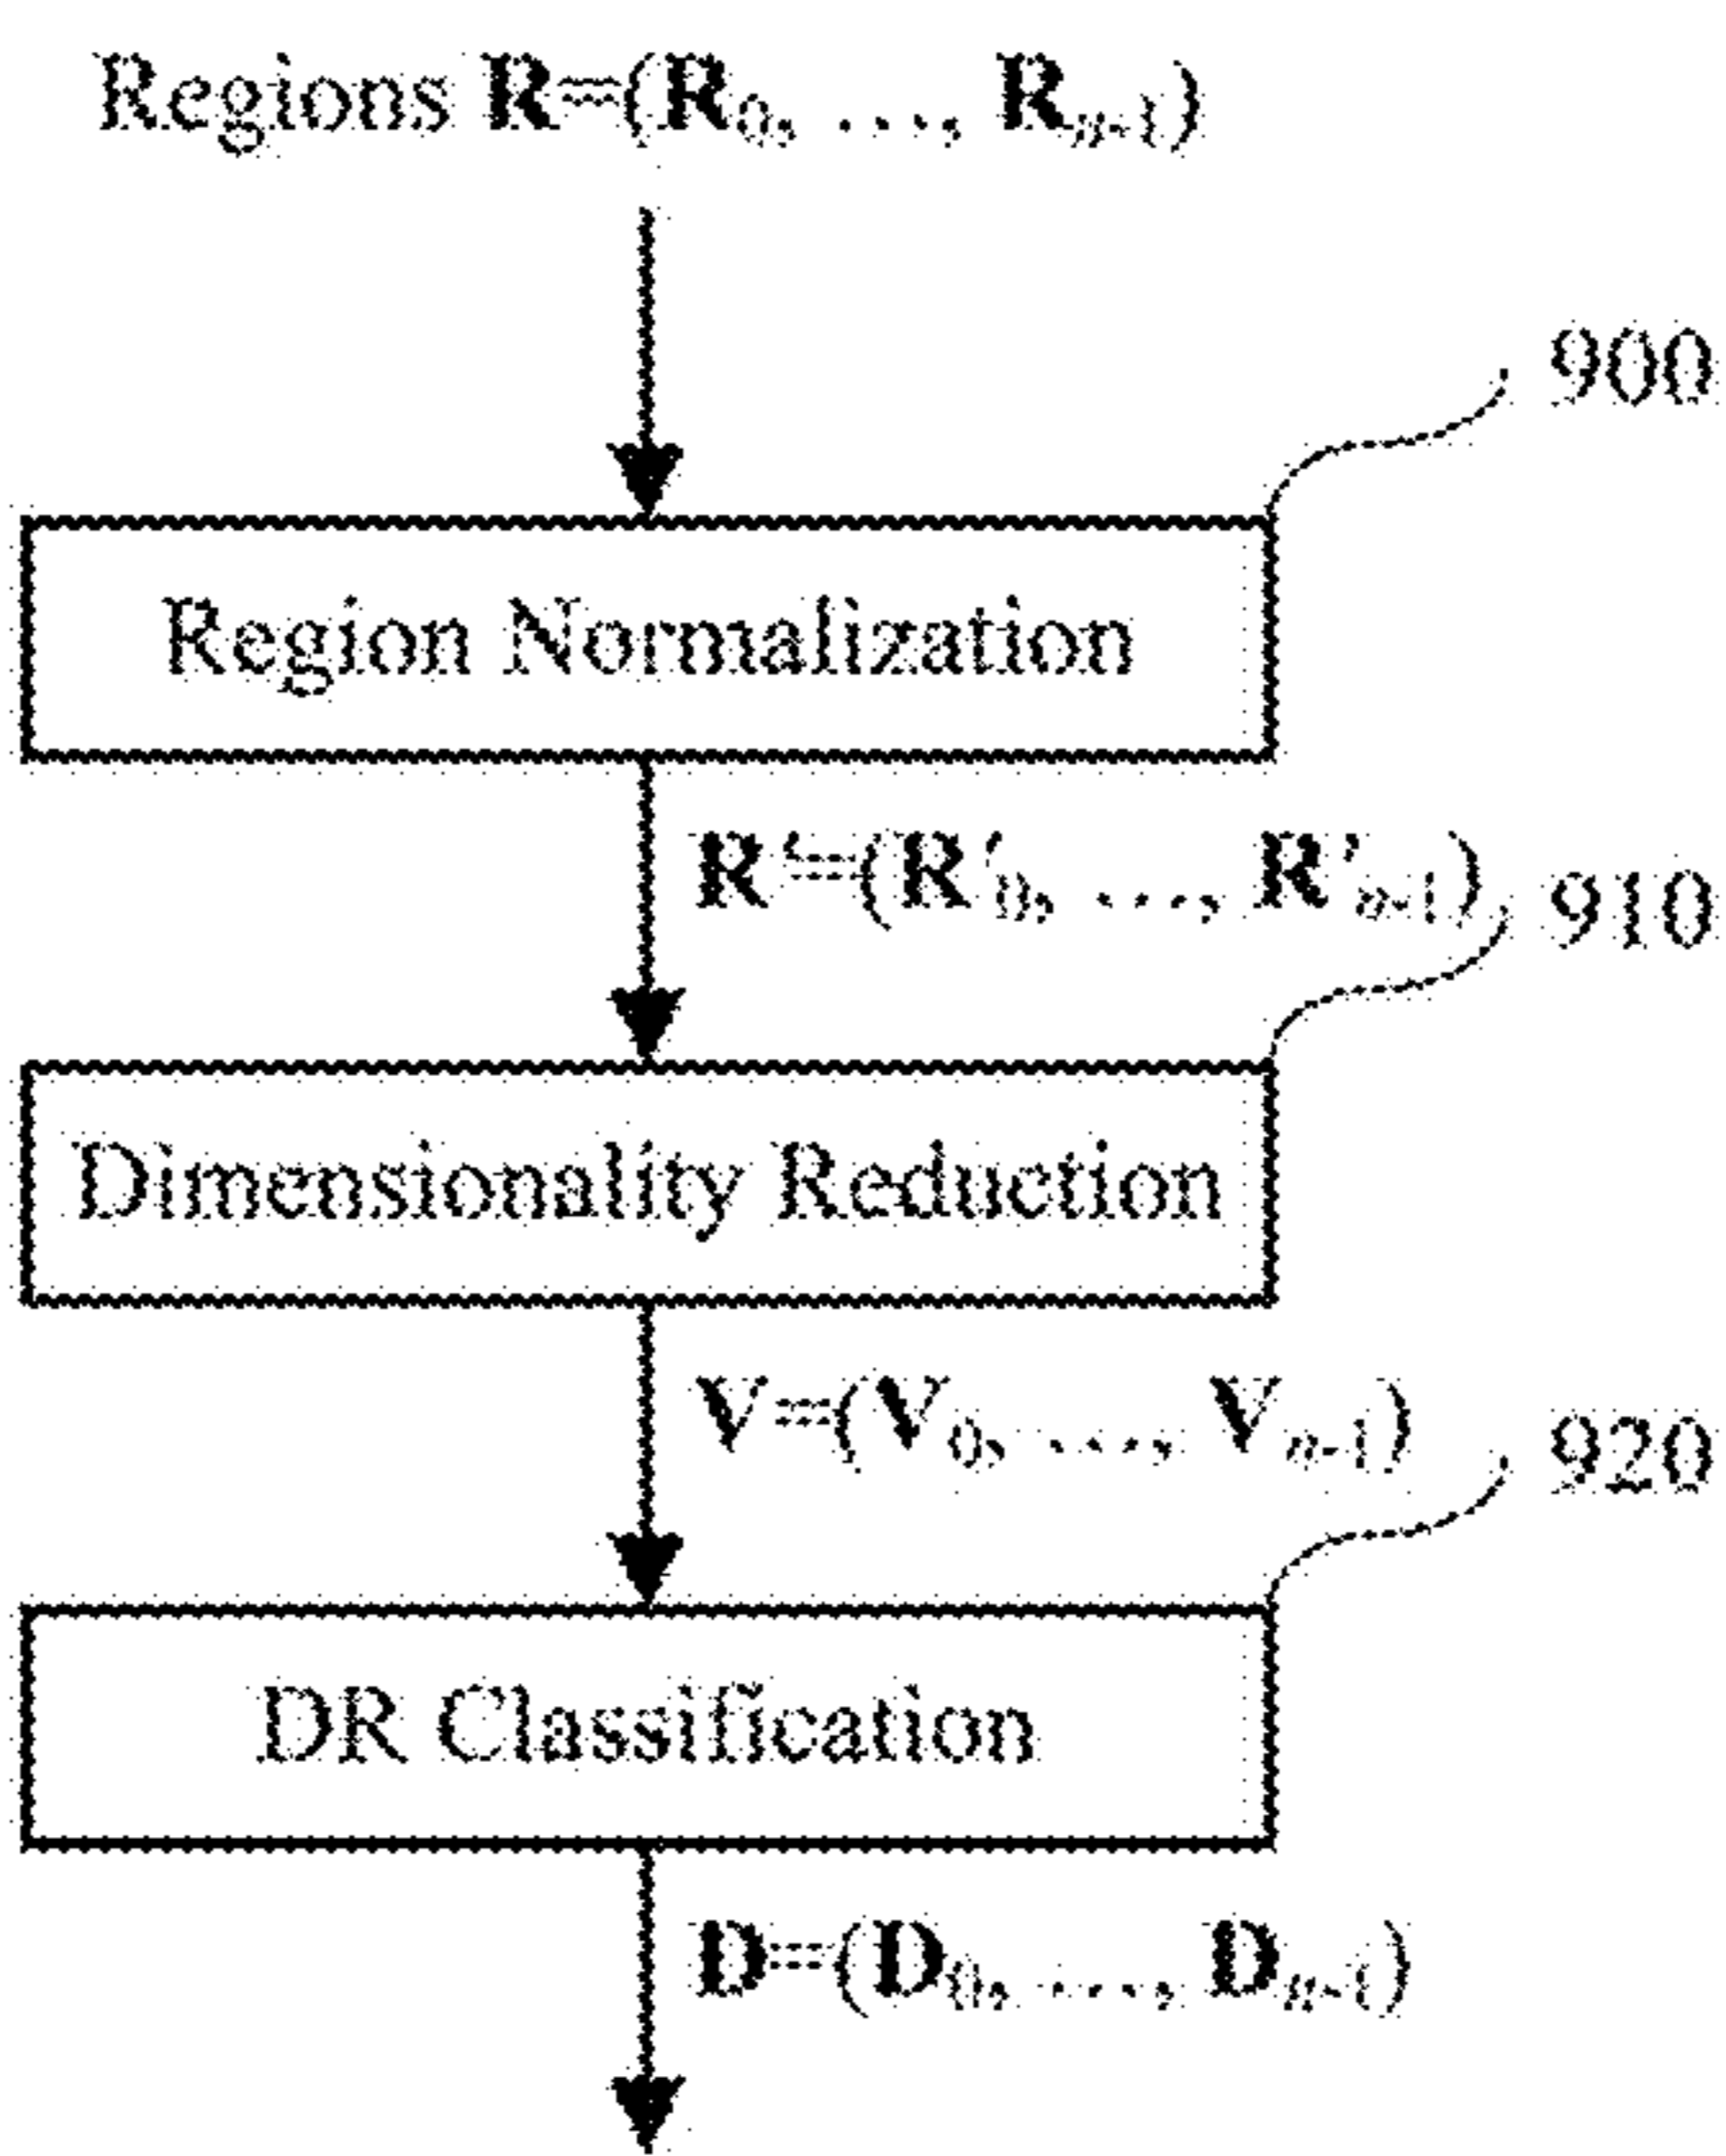 Regions R=(R₀, ..., Rₙ₋₁)
900
Region Normalization
R'=(R'₀, ..., R'ₙ₋₁)
910
Dimensionality Reduction
V=(V₀, ..., Vₙ₋₁)
920
DR Classification
D=(D₀, ..., Dₙ₋₁)